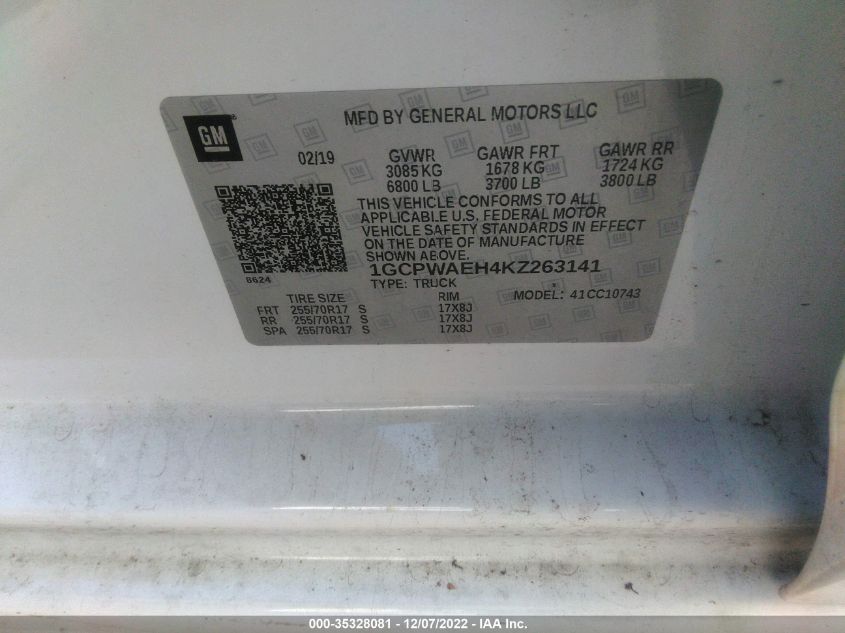 MFD BY GENERAL MOTORS LLC
GM
02/19
GVWR GAWR FRT GAWR RR
3085 KG 1678 KG 1724 KG
6800 LB 3700 LB 3800 LB
THIS VEHICLE CONFORMS TO ALL
APPLICABLE U.S. FEDERAL MOTOR
VEHICLE SAFETY STANDARDS IN EFFECT
ON THE DATE OF MANUFACTURE
SHOWN ABOVE.
1GCPWAEH4KZ263141
8624
TYPE: TRUCK MODEL: 41CC10743
TIRE SIZE RIM
FRT 255/70R17 S 17X8J
RR 255/70R17 S 17X8J
SPA 255/70R17 S 17X8J
000-35328081 - 12/07/2022 - IAA Inc.